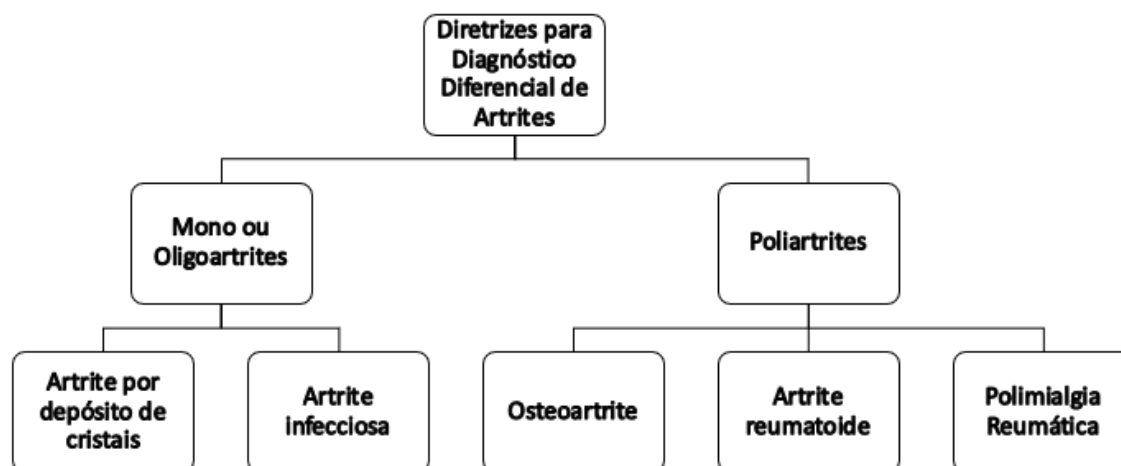 Diretrizes para
Diagnóstico
Diferencial de
Artrites
Mono ou
Oligoartrites
Poliartrites
Artrite por
depósito de
cristais
Artrite
infecciosa
Osteoartrite
Artrite
reumatoide
Polimialgia
Reumática